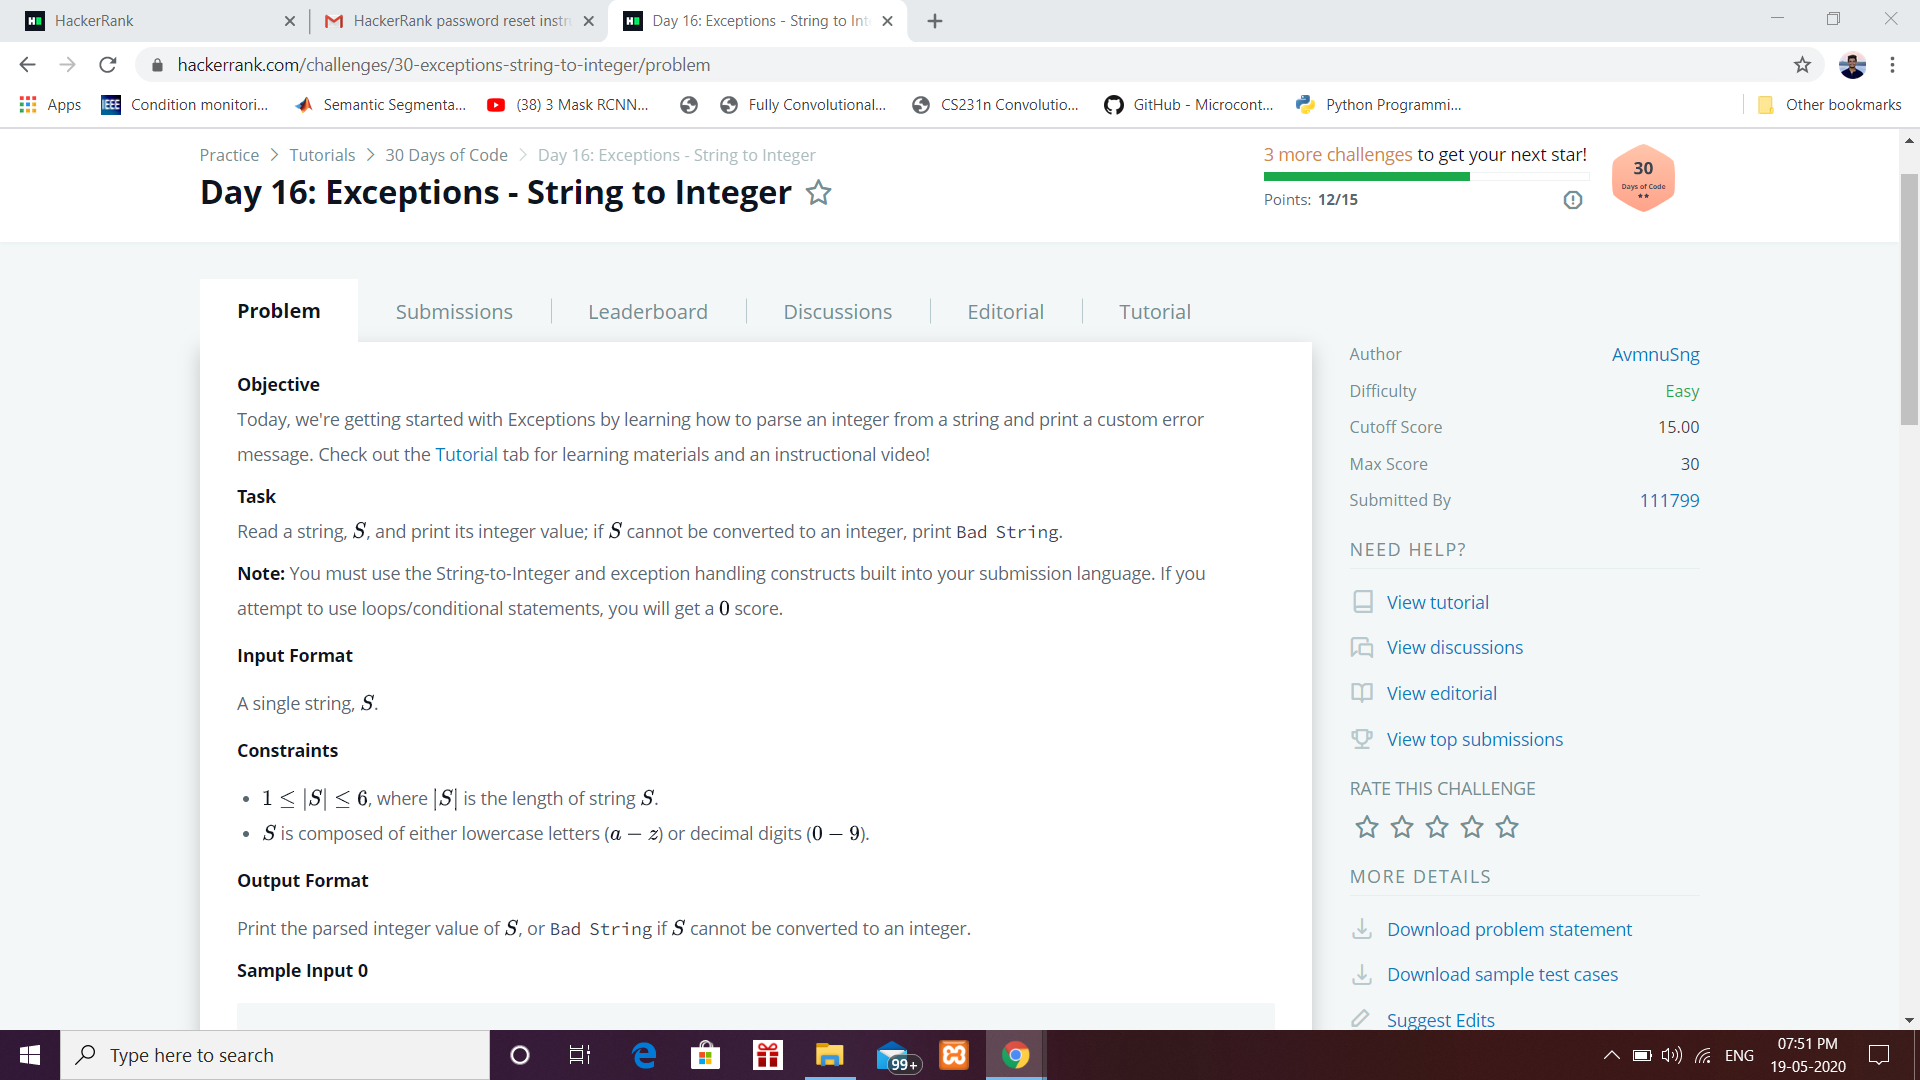 HackerRank
HackerRank password reset instru
Day 16: Exceptions - String to Int
hackerrank.com/challenges/30-exceptions-string-to-integer/problem
Apps
IEEE
Condition monitori...
Semantic Segmenta...
(38) 3 Mask RCNN...
Fully Convolutional...
CS231n Convolutio...
GitHub - Microcont...
Python Programmi...
Other bookmarks
Practice > Tutorials > 30 Days of Code > Day 16: Exceptions - String to Integer
Day 16: Exceptions - String to Integer
3 more challenges to get your next star!
Points: 12/15
30
Days of Code
Problem
Submissions
Leaderboard
Discussions
Editorial
Tutorial
Objective
Today, we're getting started with Exceptions by learning how to parse an integer from a string and print a custom error
message. Check out the Tutorial tab for learning materials and an instructional video!
Task
Read a string, S, and print its integer value; if S cannot be converted to an integer, print Bad String.
Note: You must use the String-to-Integer and exception handling constructs built into your submission language. If you
attempt to use loops/conditional statements, you will get a 0 score.
Input Format
A single string, S.
Constraints
• 1 ≤ |S| ≤ 6, where |S| is the length of string S.
• S is composed of either lowercase letters (a − z) or decimal digits (0 − 9).
Output Format
Print the parsed integer value of S, or Bad String if S cannot be converted to an integer.
Sample Input 0
Author AvmnuSng
Difficulty Easy
Cutoff Score 15.00
Max Score 30
Submitted By 111799
NEED HELP?
View tutorial
View discussions
View editorial
View top submissions
RATE THIS CHALLENGE
MORE DETAILS
Download problem statement
Download sample test cases
Suggest Edits
Type here to search
99+
ENG
07:51 PM
19-05-2020